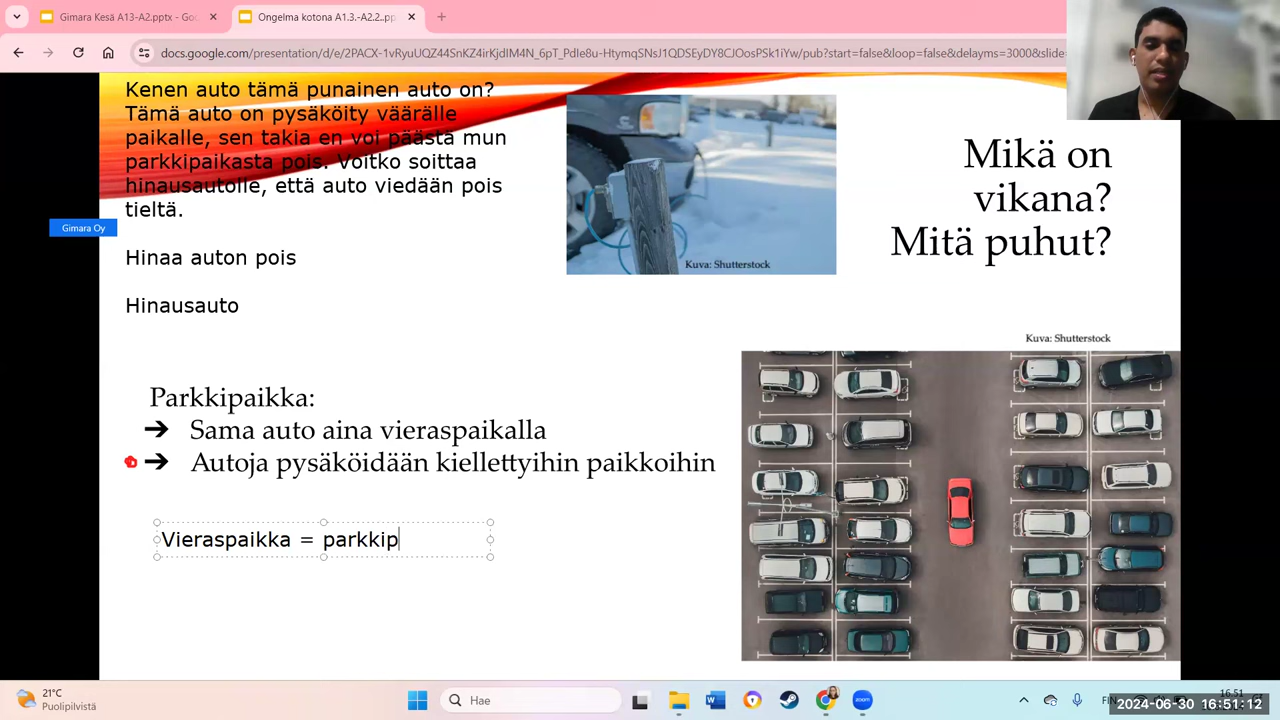 Gimara Kesä A13-A2.pptx - Goo
Ongelma kotona A1.3.-A2.2..pp
docs.google.com/presentation/d/e/2PACX-1vRyuUQZ44SnKZ4irKjdIM4N_6pT_PdIe8u-HtymqSNsJ1QDSEyDY8CJOosPSk1iYw/pub?start=false&loop=false&delayms=3000&slide
Kenen auto tämä punainen auto on?
Tämä auto on pysäköity väärälle
paikalle, sen takia en voi päästä mun
parkkipaikasta pois. Voitko soittaa
hinausautolle, että auto viedään pois
tieltä.
Gimara Oy
Hinaa auton pois
Hinausauto
Kuva: Shutterstock
Mikä on
vikana?
Mitä puhut?
Kuva: Shutterstock
Parkkipaikka:
➔ Sama auto aina vieraspaikalla
➔ Autoja pysäköidään kiellettyihin paikkoihin
Vieraspaikka = parkkip
21°C
Puolipilvistä
Hae
FIN
16.51
2024-06-30 16:51:12